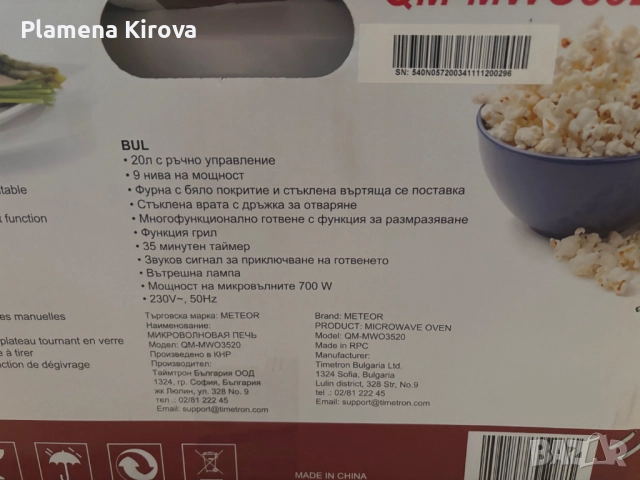 Plamena Kirova
QM-MWO3520
SN: 540N057200341111200296
BUL
• 20л с ръчно управление
• 9 нива на мощност
• Фурна с бяло покритие и стъклена въртяща се поставка
• Стъклена врата с дръжка за отваряне
• Многофункционално готвене с функция за размразяване
• Функция грил
• 35 минутен таймер
• Звуков сигнал за приключване на готвенето
• Вътрешна лампа
• Мощност на микровълните 700 W
• 230V~, 50Hz
table
function
es manuelles
plateau tournant en verre
e à tirer
ction de dégivrage
Търговска марка: METEOR
Наименование:
МИКРОВОЛНОВАЯ ПЕЧЬ
Модел: QM-MWO3520
Произведено в КНР
Производител:
Таймтрон България ООД
1324, гр. София, България
жк Люлин, ул. 328 No. 9
тел .: 02/81 222 45
Email: support@timetron.com
Brand: METEOR
PRODUCT: MICROWAVE OVEN
Model: QM-MWO3520
Made in RPC
Manufacturer:
Timetron Bulgaria Ltd.
1324 Sofia, Bulgaria
Lulin district, 328 Str, No.9
tel.: 02/81 222 45
Email: support@timetron.com
MADE IN CHINA
BAZAR